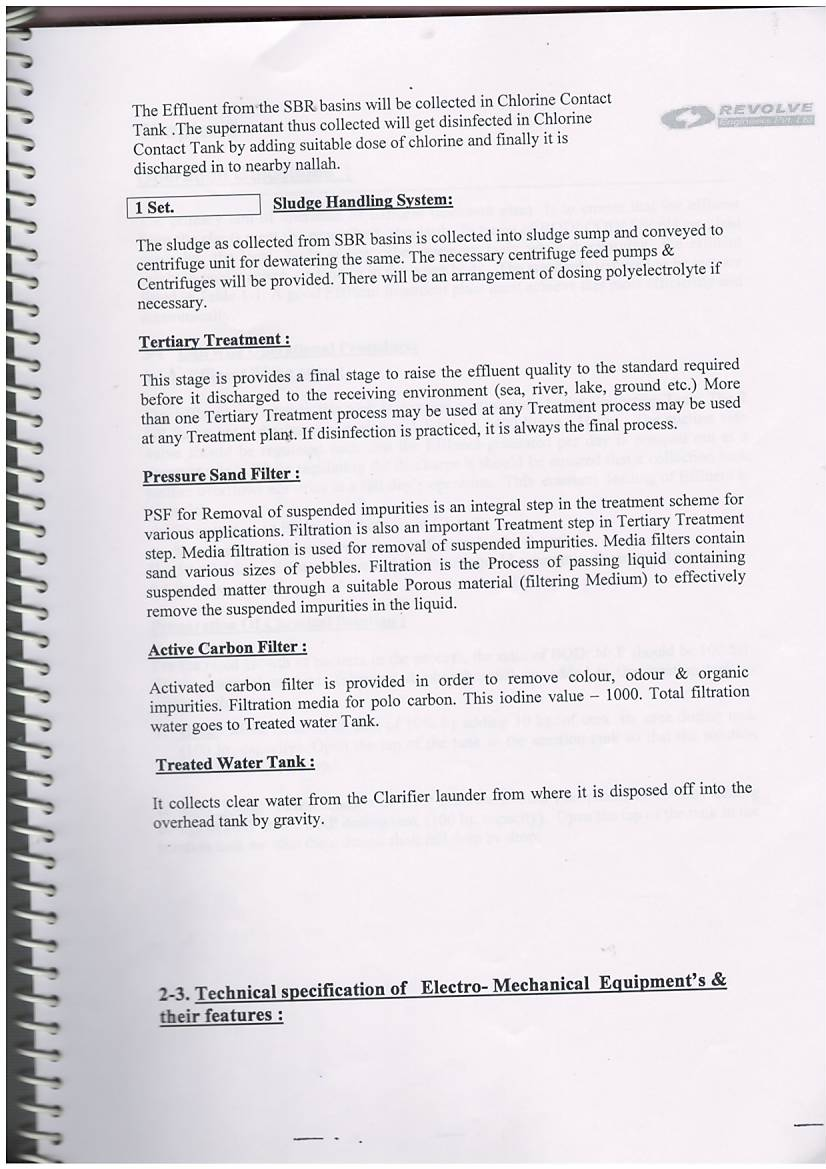 The Effluent from the SBR basins will be collected in Chlorine Contact
Tank .The supernatant thus collected will get disinfected in Chlorine
Contact Tank by adding suitable dose of chlorine and finally it is
discharged in to nearby nallah.
REVOLVE
Engineers Pvt. Ltd
1 Set.
Sludge Handling System:
The sludge as collected from SBR basins is collected into sludge sump and conveyed to
centrifuge unit for dewatering the same. The necessary centrifuge feed pumps &
Centrifuges will be provided. There will be an arrangement of dosing polyelectrolyte if
necessary.
Tertiary Treatment :
This stage is provides a final stage to raise the effluent quality to the standard required
before it discharged to the receiving environment (sea, river, lake, ground etc.) More
than one Tertiary Treatment process may be used at any Treatment process may be used
at any Treatment plant. If disinfection is practiced, it is always the final process.
Pressure Sand Filter :
PSF for Removal of suspended impurities is an integral step in the treatment scheme for
various applications. Filtration is also an important Treatment step in Tertiary Treatment
step. Media filtration is used for removal of suspended impurities. Media filters contain
sand various sizes of pebbles. Filtration is the Process of passing liquid containing
suspended matter through a suitable Porous material (filtering Medium) to effectively
remove the suspended impurities in the liquid.
Active Carbon Filter :
Activated carbon filter is provided in order to remove colour, odour & organic
impurities. Filtration media for polo carbon. This iodine value – 1000. Total filtration
water goes to Treated water Tank.
Treated Water Tank :
It collects clear water from the Clarifier launder from where it is disposed off into the
overhead tank by gravity.
2-3. Technical specification of Electro- Mechanical Equipment's &
their features :